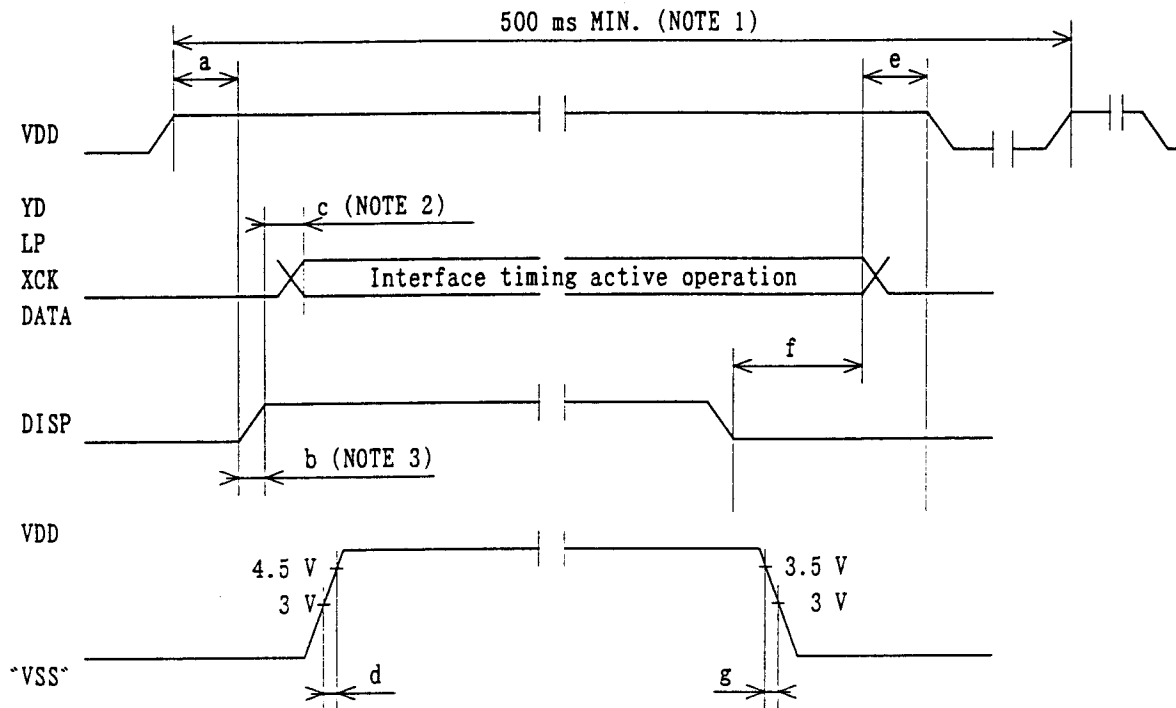 500 ms MIN. (NOTE 1)
a
e
VDD
YD
c (NOTE 2)
LP
XCK
Interface timing active operation
DATA
f
DISP
b (NOTE 3)
VDD
4.5 V
3.5 V
3 V
3 V
"VSS"
d
g